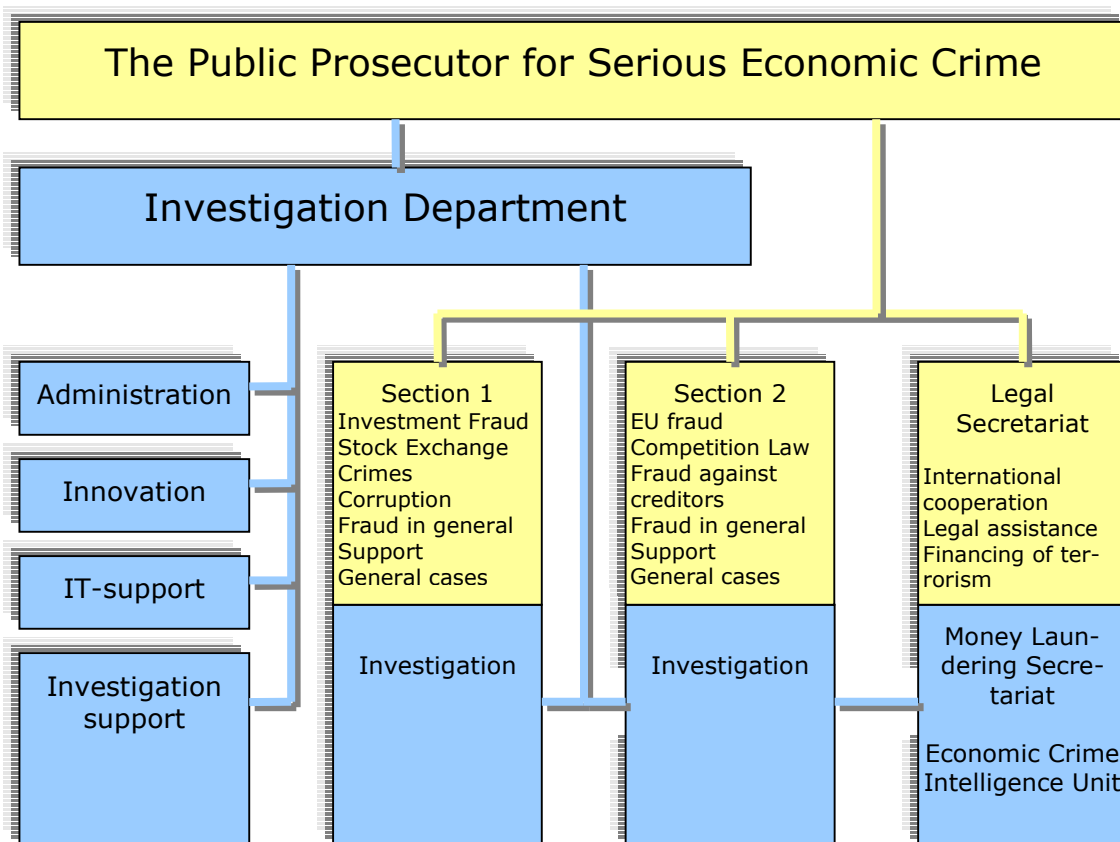 The Public Prosecutor for Serious Economic Crime
Investigation Department
Administration
Innovation
IT-support
Investigation
support
Section 1
Investment Fraud
Stock Exchange
Crimes
Corruption
Fraud in general
Support
General cases
Investigation
Section 2
EU fraud
Competition Law
Fraud against
creditors
Fraud in general
Support
General cases
Investigation
Legal
Secretariat
International
cooperation
Legal assistance
Financing of ter-
rorism
Money Laun-
dering Secre-
tariat
Economic Crime
Intelligence Unit